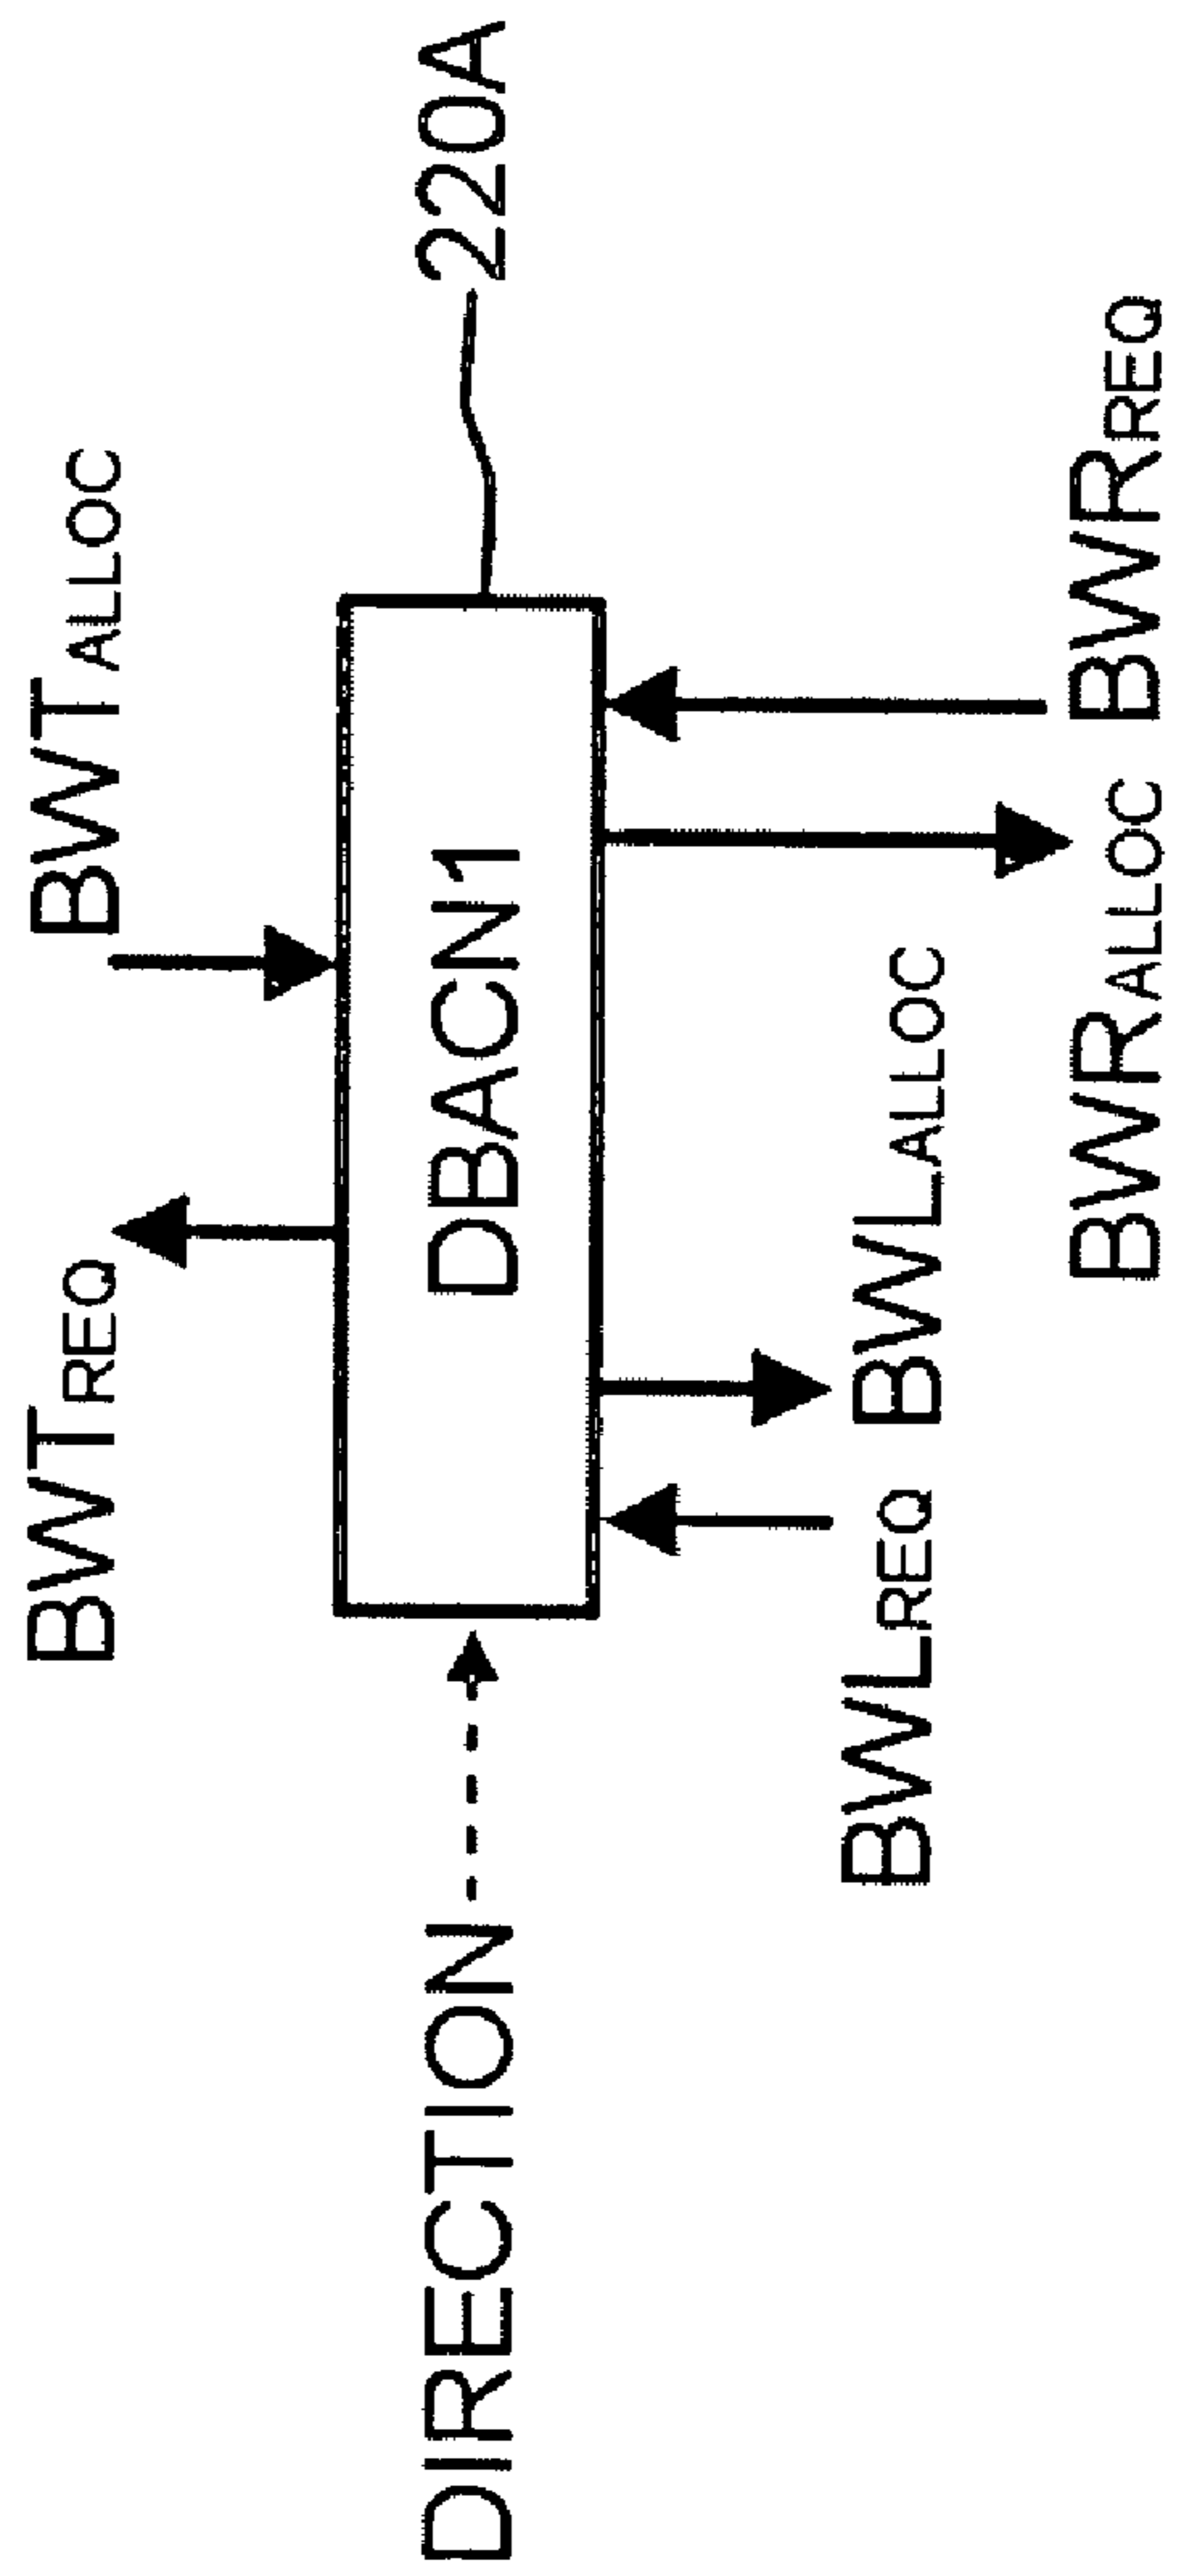 BWTREQ
BWTALLOC
DIRECTION
DBACN1
220A
BWLREQ
BWLALLOC
BWRALLOC
BWRREQ